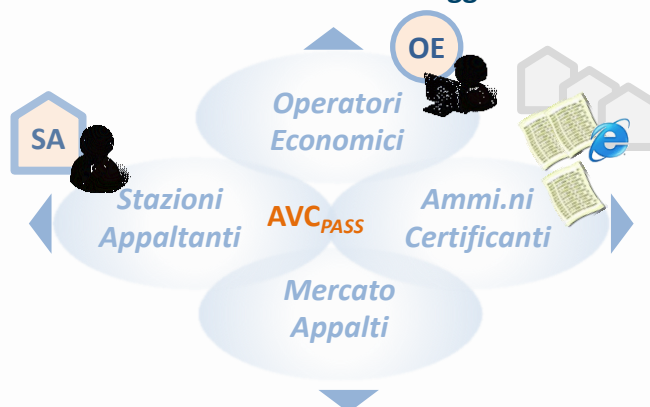 OE
Operatori
Economici
SA
Stazioni
Appaltanti
AVCPASS
Ammi.ni
Certificanti
Mercato
Appalti